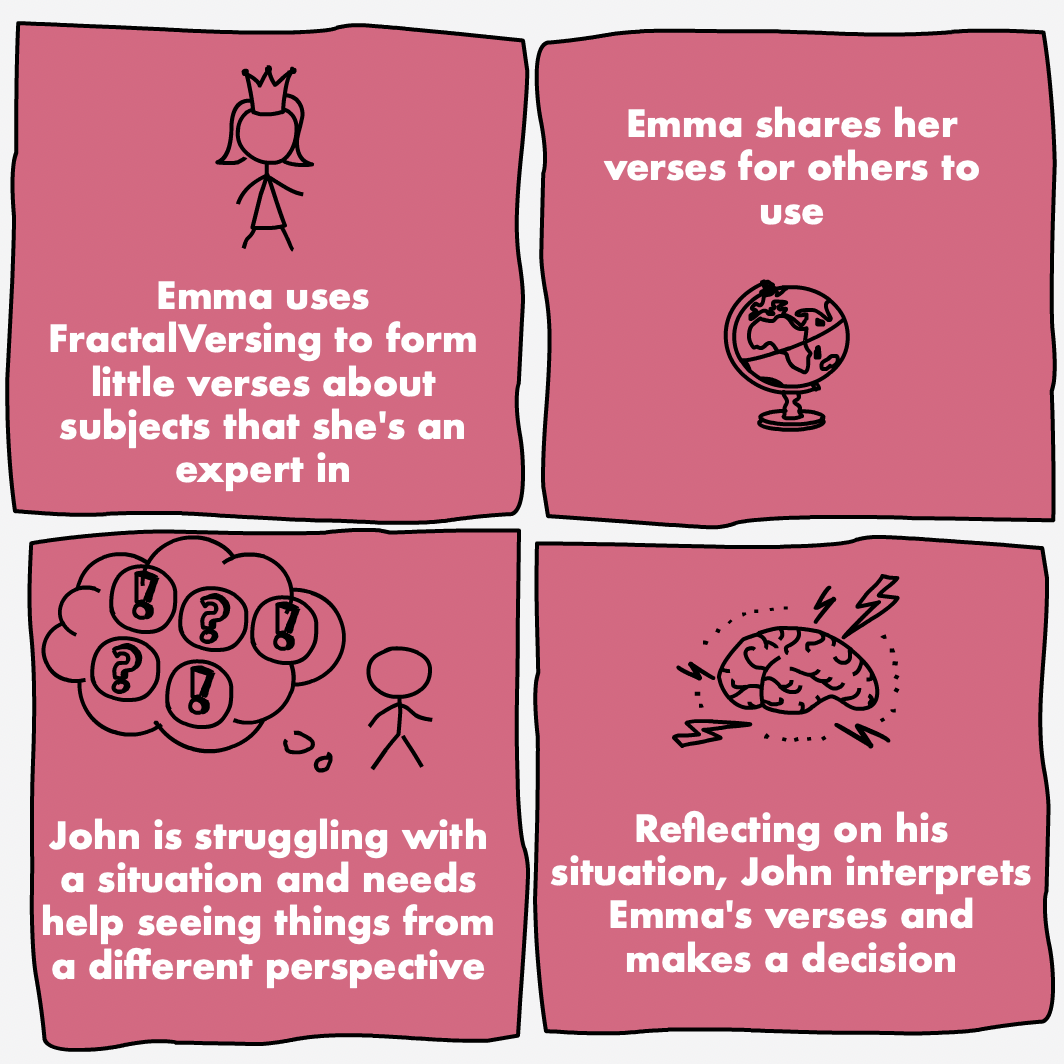 Emma uses
FractalVersing to form
little verses about
subjects that she's an
expert in
Emma shares her
verses for others to
use
! ? !
? !
John is struggling with
a situation and needs
help seeing things from
a different perspective
Reflecting on his
situation, John interprets
Emma's verses and
makes a decision